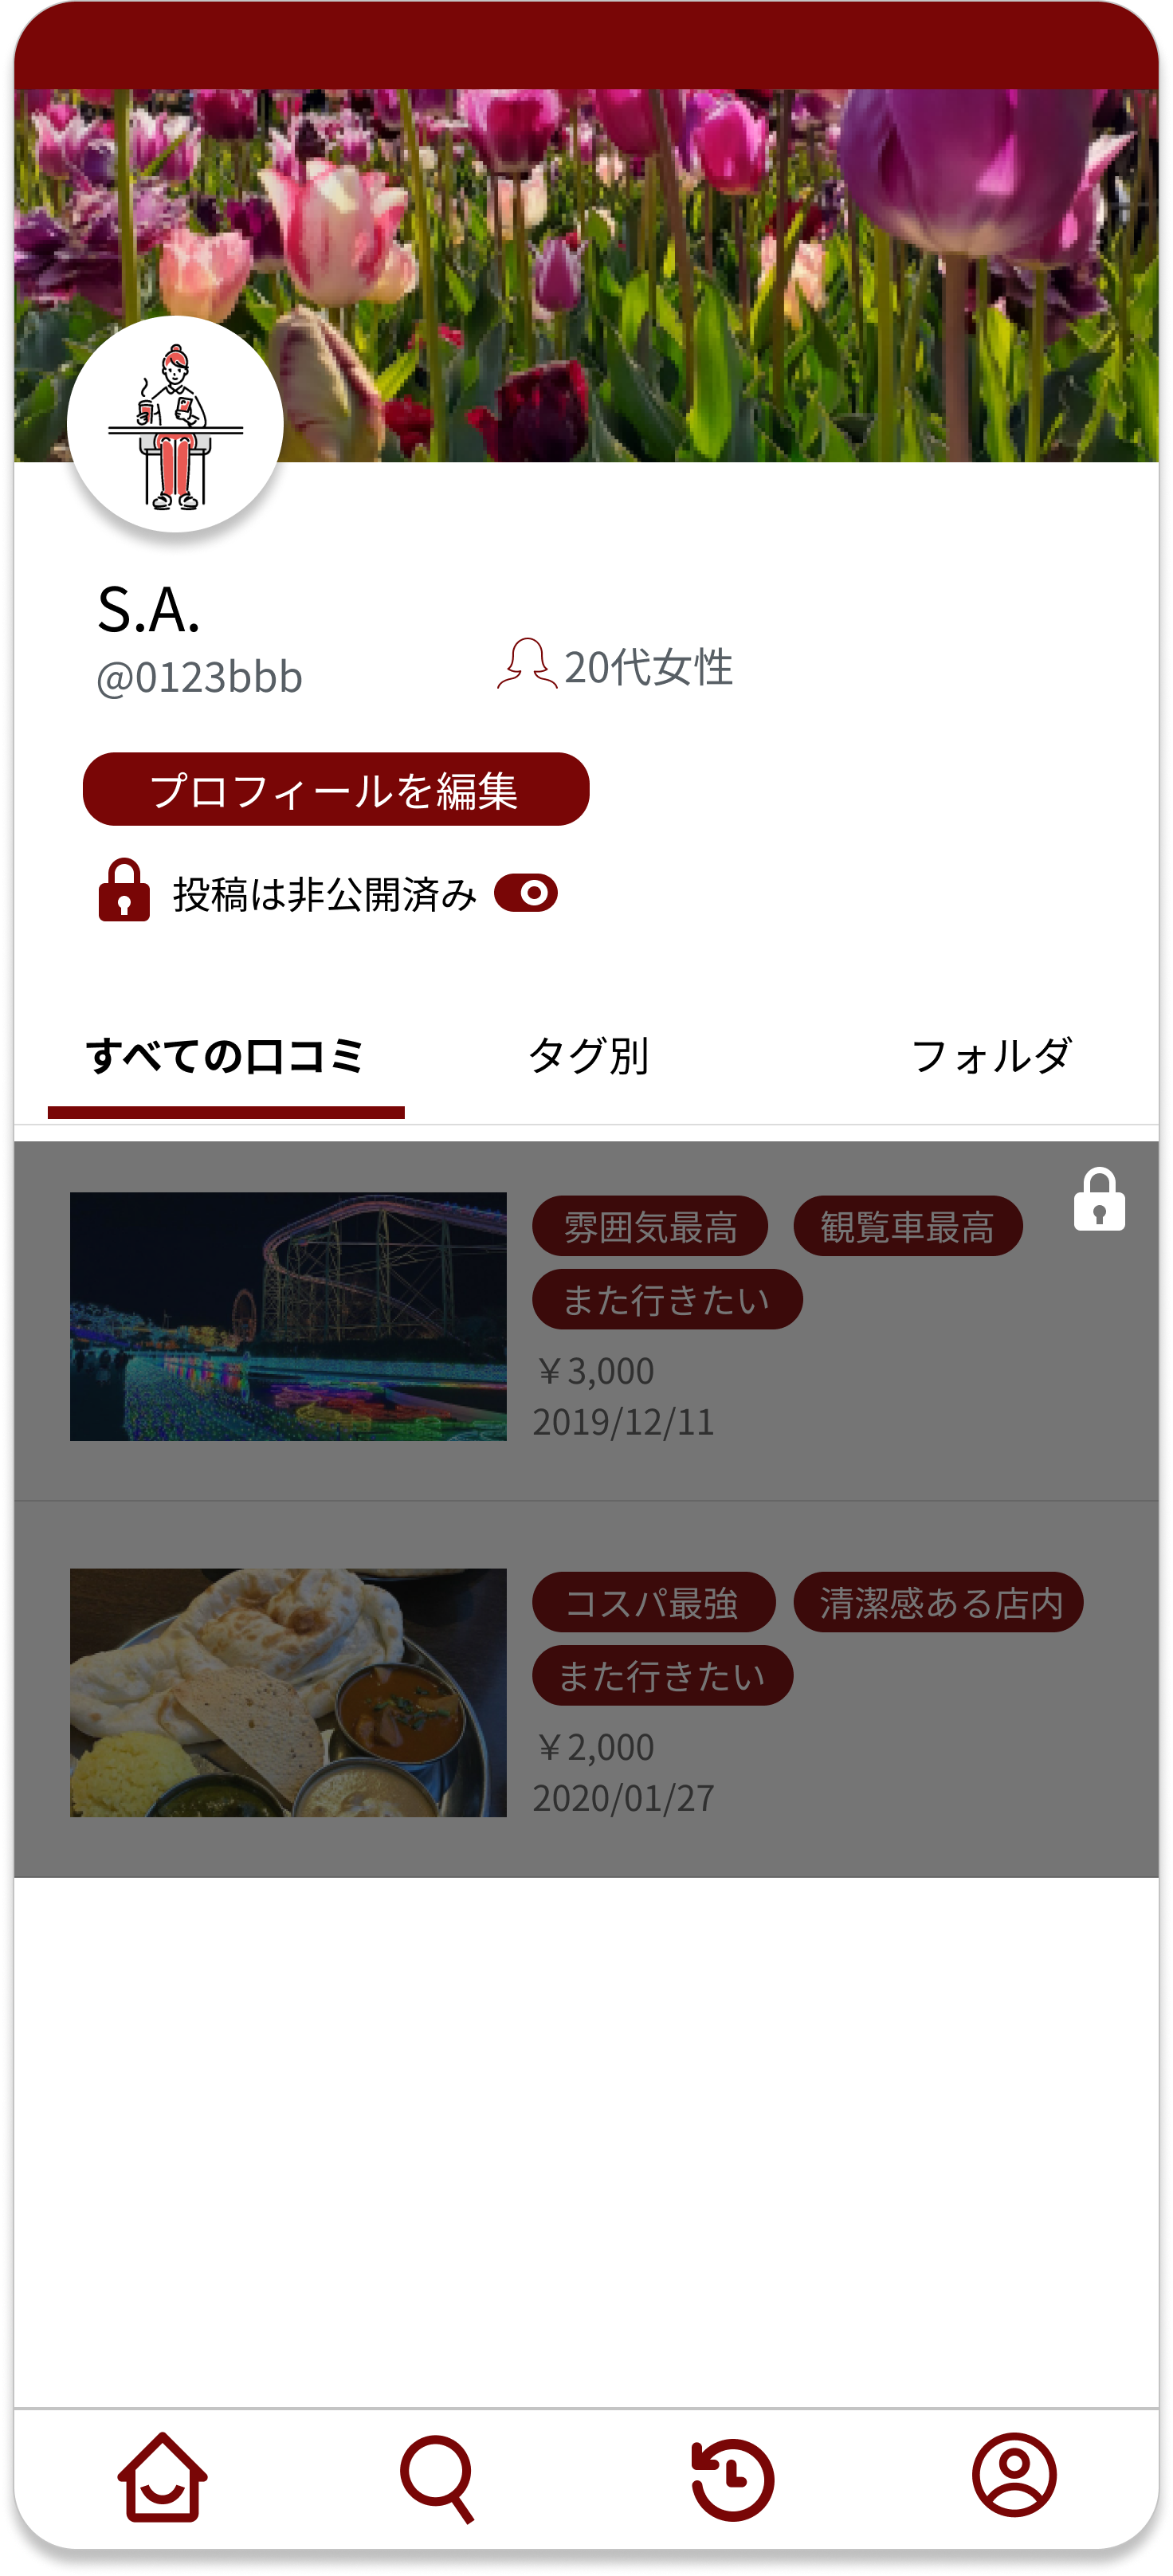 S.A.
@0123bbb
20代女性
プロフィールを編集
投稿は非公開済み
すべての口コミ タグ別 フォルダ
雰囲気最高 観覧車最高
また行きたい
￥3,000
2019/12/11
コスパ最強 清潔感ある店内
また行きたい
￥2,000
2020/01/27